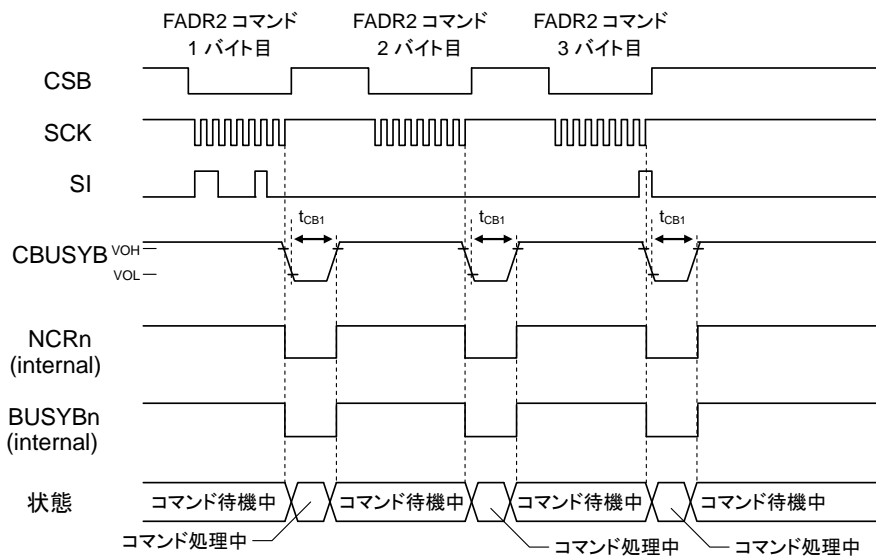 FADR2 コマンド
1 バイト目
FADR2 コマンド
2 バイト目
FADR2 コマンド
3 バイト目
CSB
SCK
SI
tCB1
tCB1
tCB1
CBUSYB
VOH
VOL
NCRn
(internal)
BUSYBn
(internal)
状態
コマンド待機中
コマンド待機中
コマンド待機中
コマンド待機中
コマンド処理中
コマンド処理中
コマンド処理中